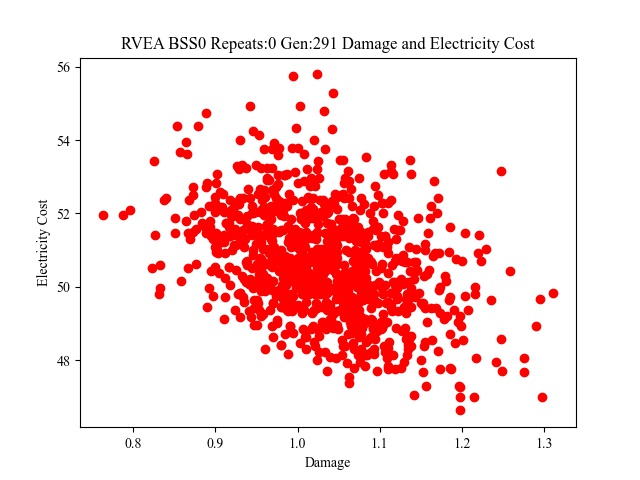 RVEA BSS0 Repeats:0 Gen:291 Damage and Electricity Cost
56
54
52
50
48
Electricity Cost
0.8 0.9 1.0 1.1 1.2 1.3
Damage